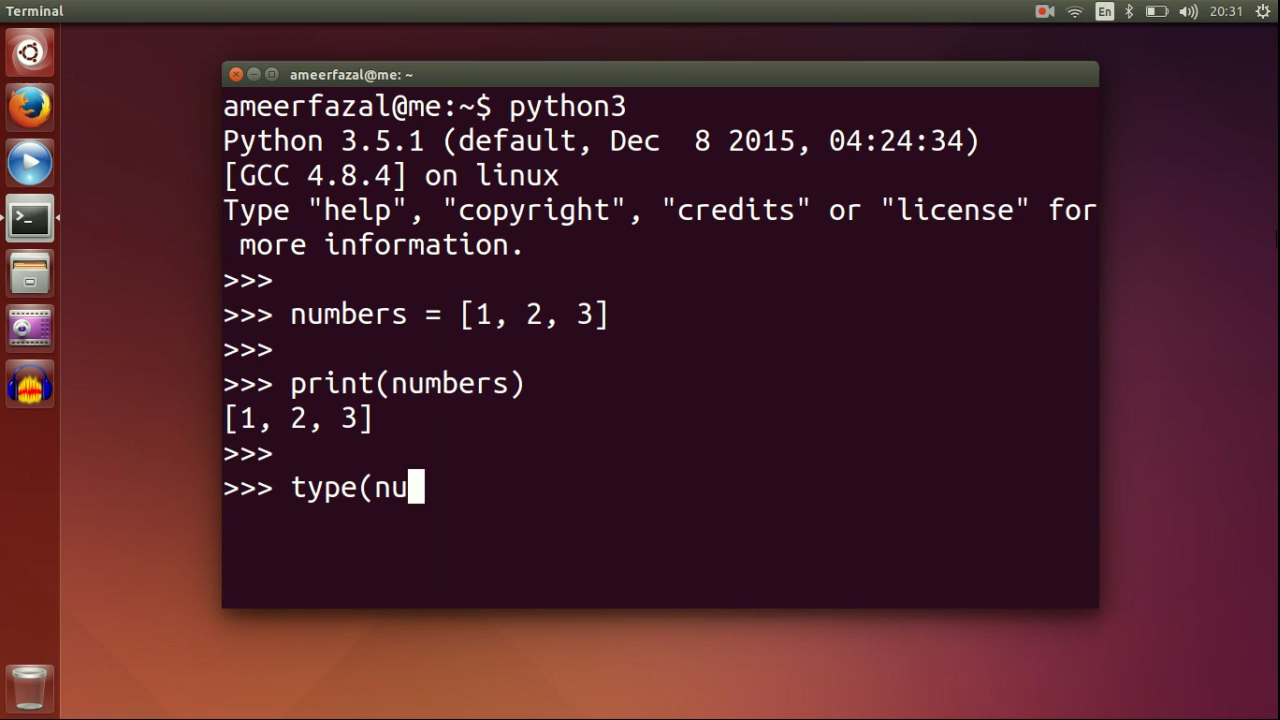 Terminal
En
20:31
ameerfazal@me: ~
ameerfazal@me:~$ python3
Python 3.5.1 (default, Dec  8 2015, 04:24:34)
[GCC 4.8.4] on linux
Type "help", "copyright", "credits" or "license" for
 more information.
>>>
>>> numbers = [1, 2, 3]
>>>
>>> print(numbers)
[1, 2, 3]
>>>
>>> type(nu